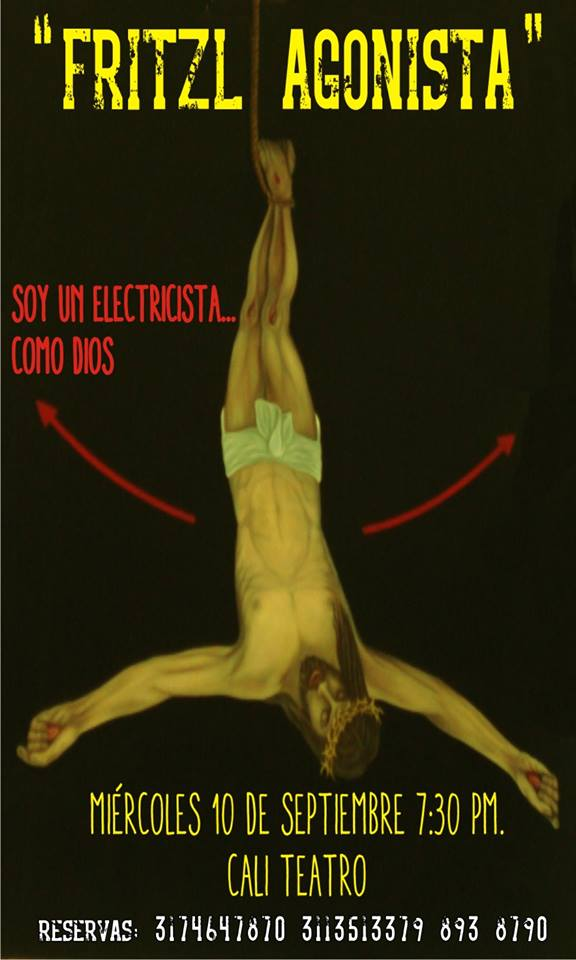 "FRITZL AGONISTA"
SOY UN ELECTRICISTA...
COMO DIOS
MIÉRCOLES 10 DE SEPTIEMBRE 7:30 PM.
CALI TEATRO
RESERVAS: 3174647870 3113513379 893 8790